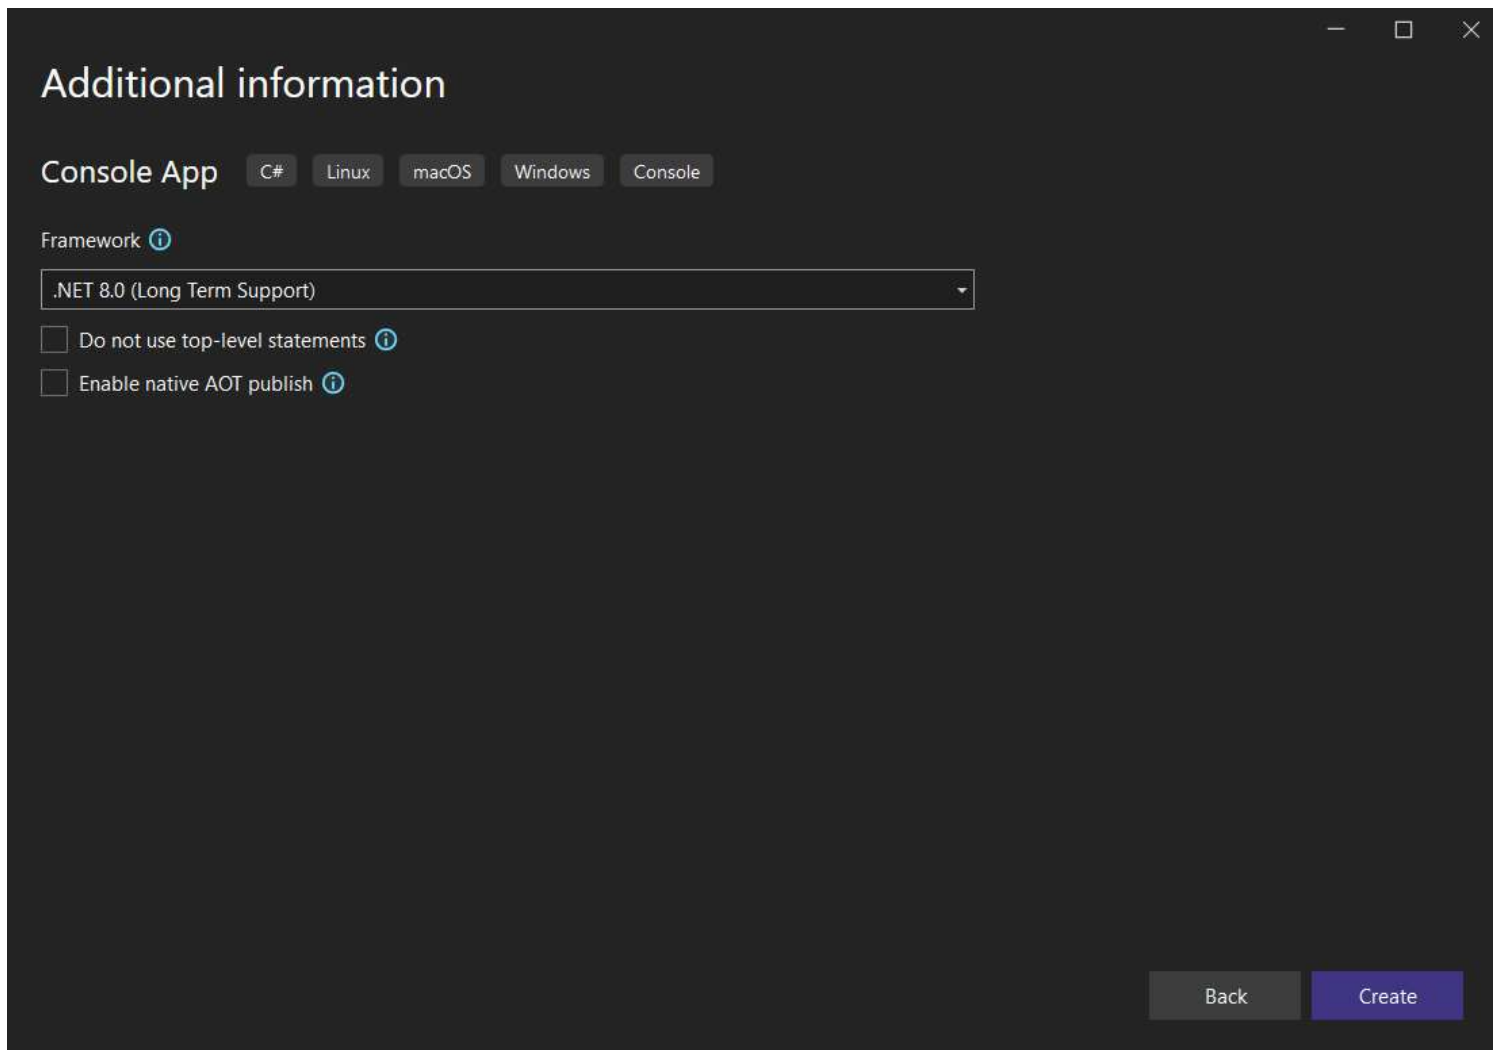 Additional information
Console App C# Linux macOS Windows Console
Framework
.NET 8.0 (Long Term Support)
Do not use top-level statements
Enable native AOT publish
Back Create